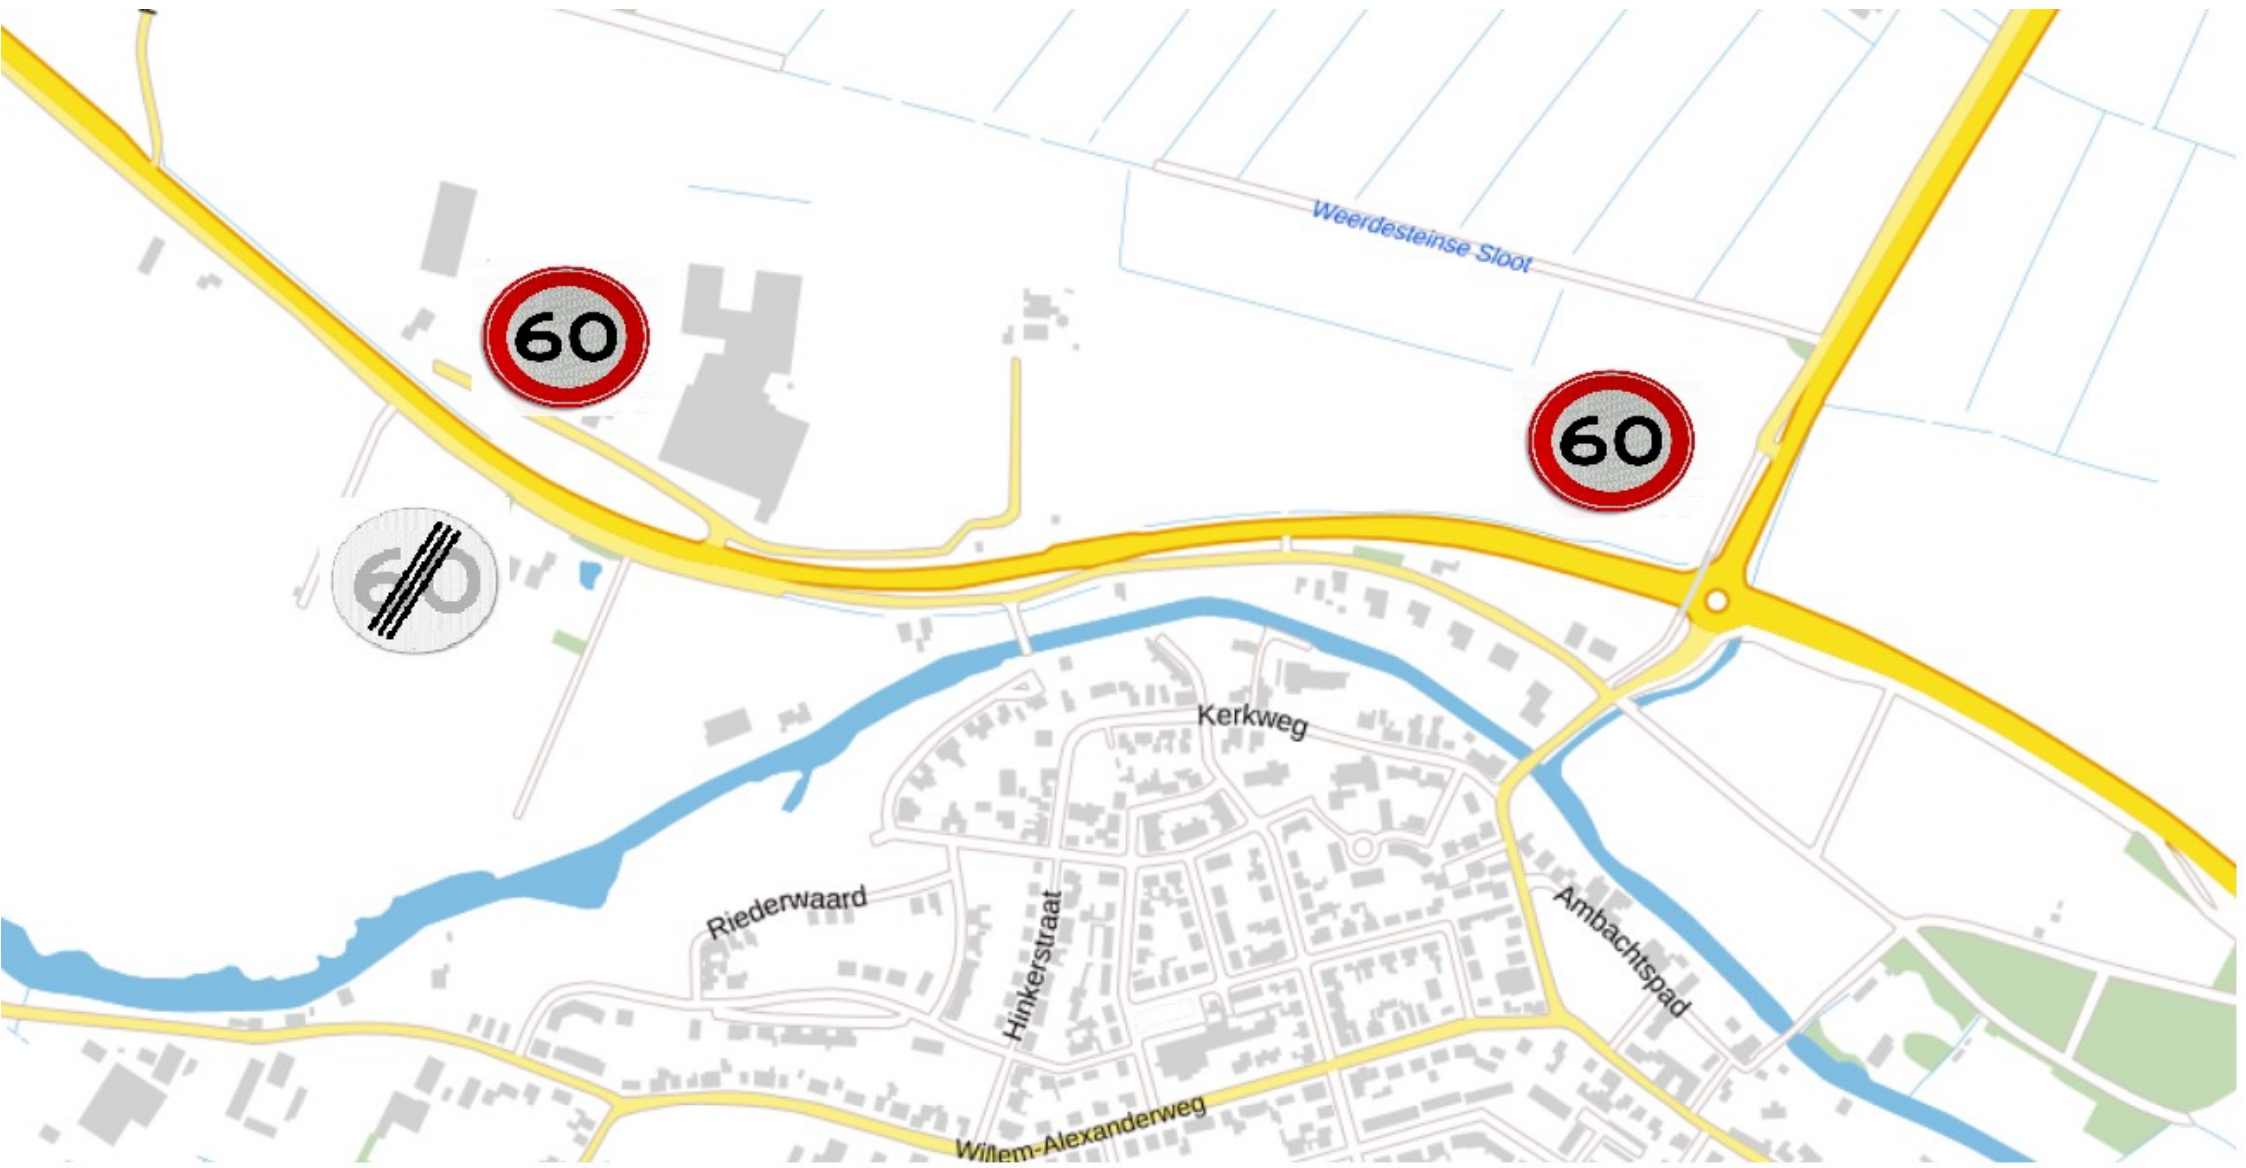 Weerdesteinse Sloot
60
60
60
Kerkweg
Riederwaard
Hinkerstraat
Ambachtspad
Willem-Alexanderweg